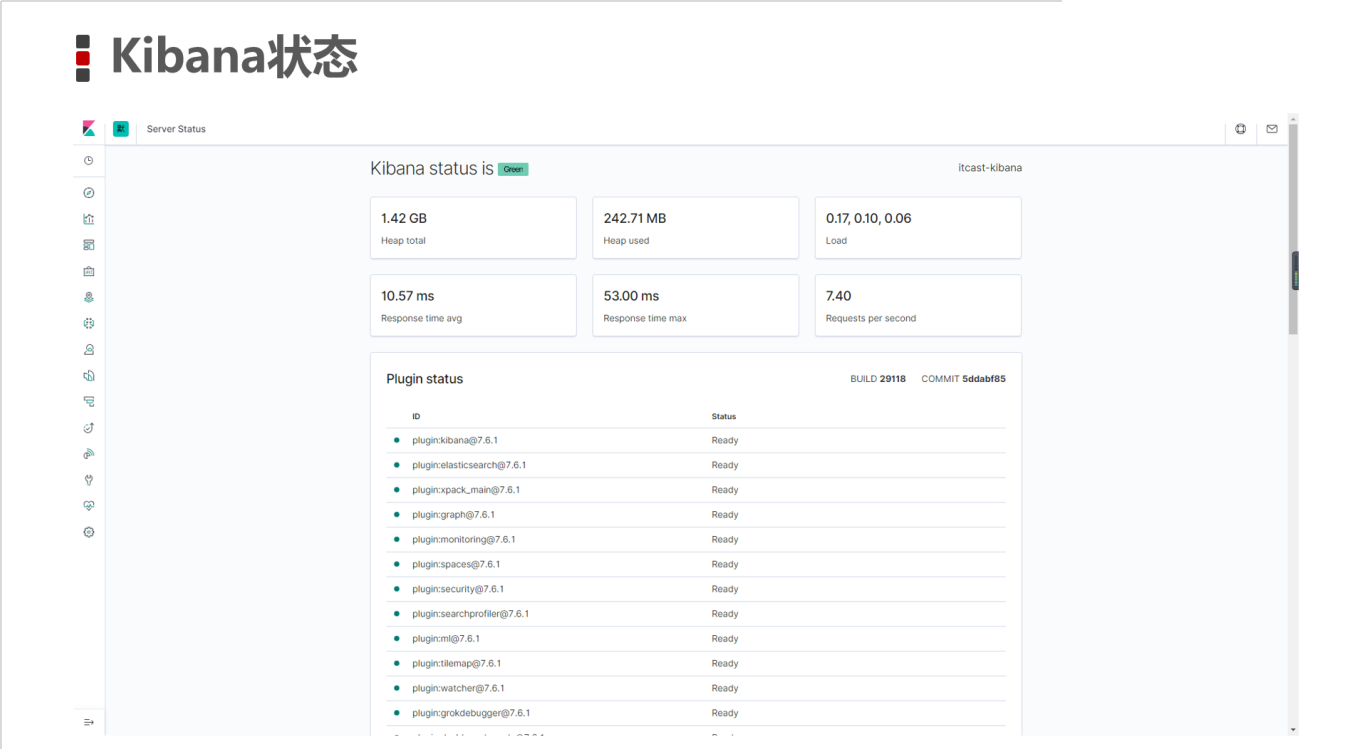 Kibana状态
Server Status
Kibana status is Green
itcast-kibana
1.42 GB
Heap total
242.71 MB
Heap used
0.17, 0.10, 0.06
Load
10.57 ms
Response time avg
53.00 ms
Response time max
7.40
Requests per second
Plugin status
BUILD 29118 COMMIT 5ddabf85
ID Status
plugin:kibana@7.6.1 Ready
plugin:elasticsearch@7.6.1 Ready
plugin:xpack_main@7.6.1 Ready
plugin:graph@7.6.1 Ready
plugin:monitoring@7.6.1 Ready
plugin:spaces@7.6.1 Ready
plugin:security@7.6.1 Ready
plugin:searchprofiler@7.6.1 Ready
plugin:ml@7.6.1 Ready
plugin:tilemap@7.6.1 Ready
plugin:watcher@7.6.1 Ready
plugin:grokdebugger@7.6.1 Ready